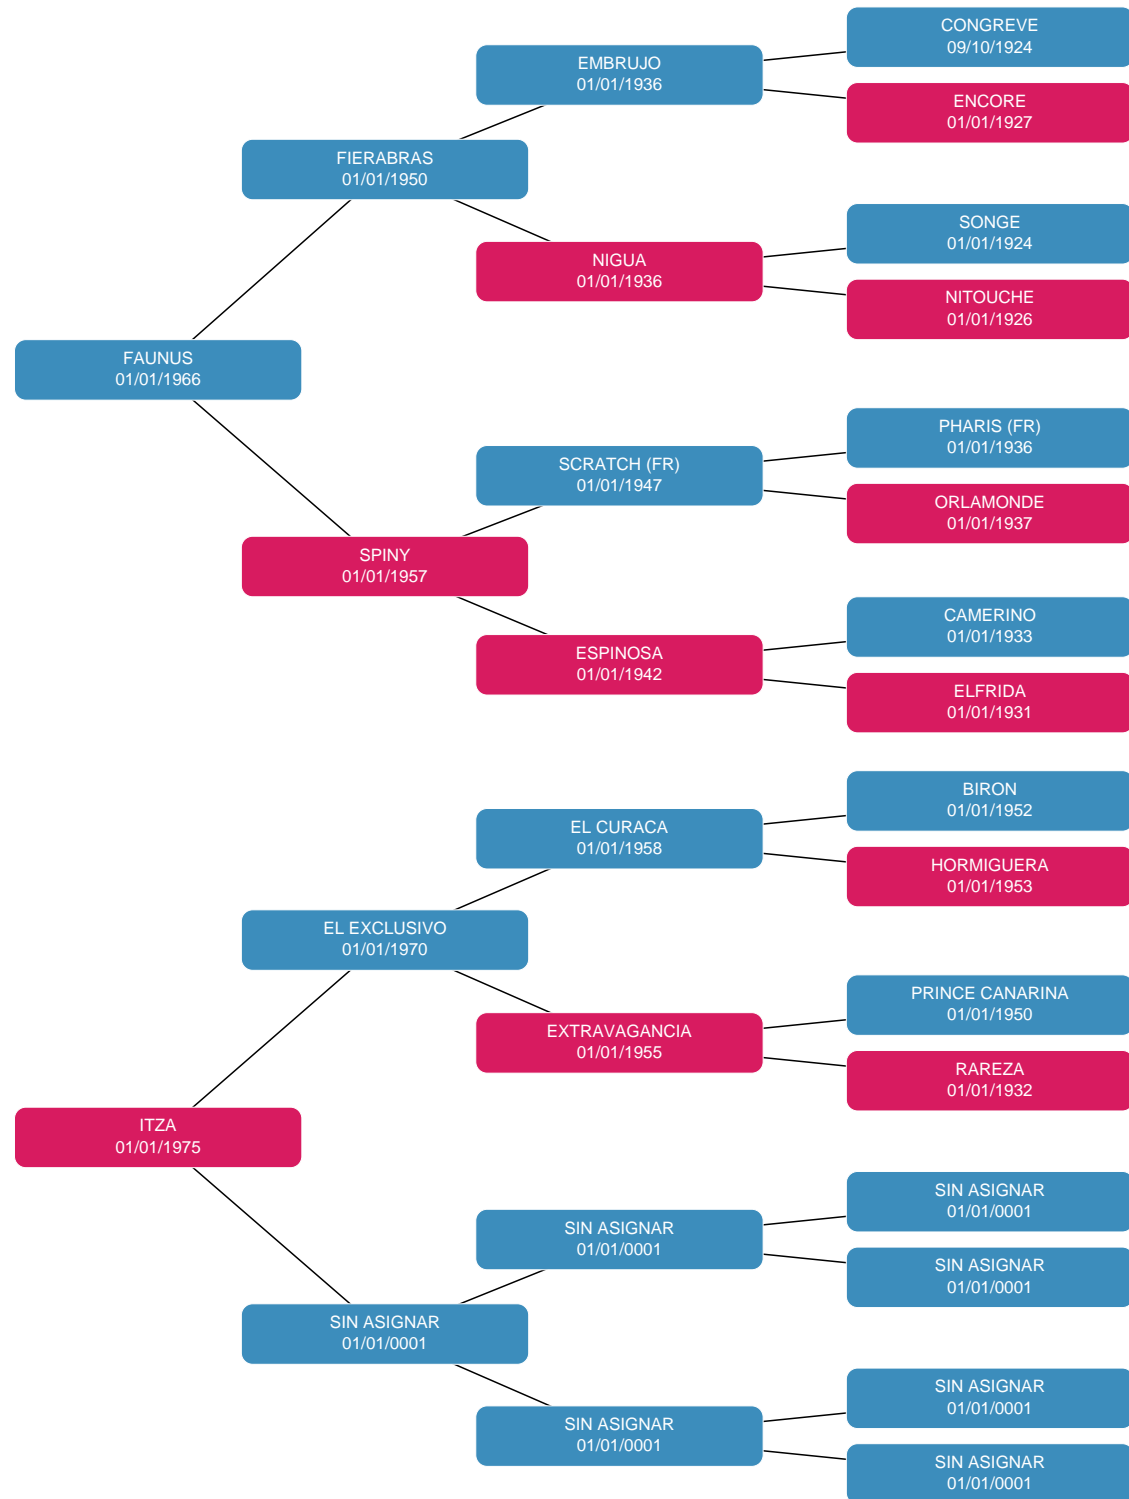 CONGREVE
09/10/1924
EMBRUJO
01/01/1936
ENCORE
01/01/1927
FIERABRAS
01/01/1950
SONGE
01/01/1924
NIGUA
01/01/1936
NITOUCHE
01/01/1926
FAUNUS
01/01/1966
PHARIS (FR)
01/01/1936
SCRATCH (FR)
01/01/1947
ORLAMONDE
01/01/1937
SPINY
01/01/1957
CAMERINO
01/01/1933
ESPINOSA
01/01/1942
ELFRIDA
01/01/1931
BIRON
01/01/1952
EL CURACA
01/01/1958
HORMIGUERA
01/01/1953
EL EXCLUSIVO
01/01/1970
PRINCE CANARINA
01/01/1950
EXTRAVAGANCIA
01/01/1955
RAREZA
01/01/1932
ITZA
01/01/1975
SIN ASIGNAR
01/01/0001
SIN ASIGNAR
01/01/0001
SIN ASIGNAR
01/01/0001
SIN ASIGNAR
01/01/0001
SIN ASIGNAR
01/01/0001
SIN ASIGNAR
01/01/0001
SIN ASIGNAR
01/01/0001